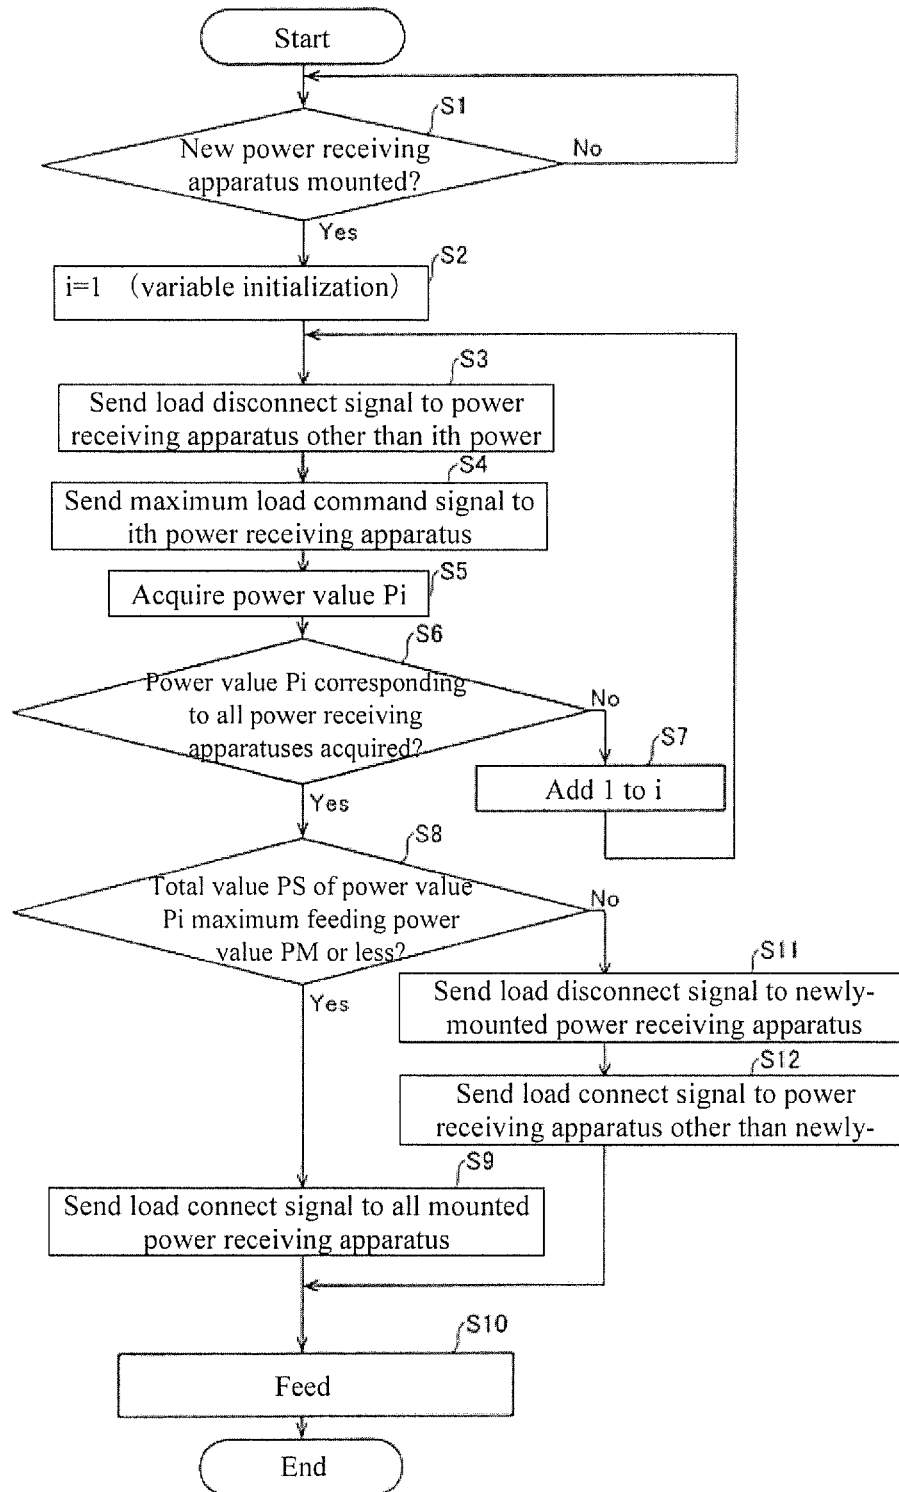 Start
S1
New power receiving
apparatus mounted?
No
Yes
S2
i=1 (variable initialization)
S3
Send load disconnect signal to power
receiving apparatus other than ith power
S4
Send maximum load command signal to
ith power receiving apparatus
S5
Acquire power value Pi
S6
Power value Pi corresponding
to all power receiving
apparatuses acquired?
No
S7
Add 1 to i
Yes
S8
Total value PS of power value
Pi maximum feeding power
value PM or less?
No
Yes
S11
Send load disconnect signal to newly-
mounted power receiving apparatus
S12
Send load connect signal to power
receiving apparatus other than newly-
S9
Send load connect signal to all mounted
power receiving apparatus
S10
Feed
End